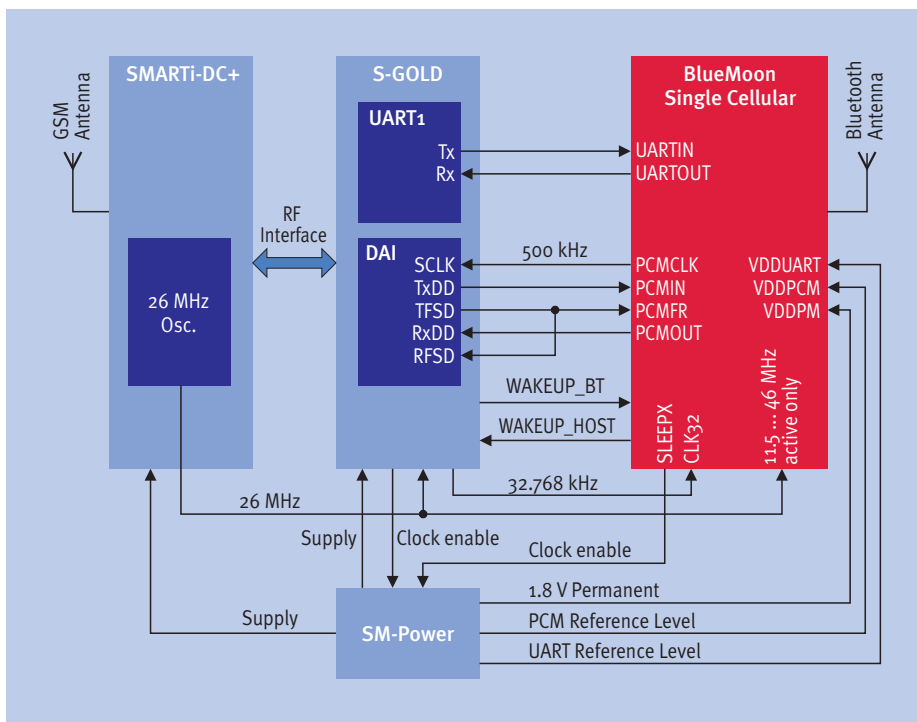 SMARTi-DC+
S-GOLD
BlueMoon
Single Cellular
GSM
Antenna
Bluetooth
Antenna
UART1
Tx
Rx
UARTIN
UARTOUT
RF
Interface
26 MHz
Osc.
DAI
SCLK
TxDD
TFSD
RxDD
RFSD
500 kHz
PCMCLK
PCMIN
PCMFR
PCMOUT
VDDUART
VDDPCM
VDDPM
WAKEUP_BT
WAKEUP_HOST
SLEEPX
CLK32
11.5 ... 46 MHz
active only
32.768 kHz
26 MHz
Supply
Clock enable
Clock enable
Supply
SM-Power
1.8 V Permanent
PCM Reference Level
UART Reference Level